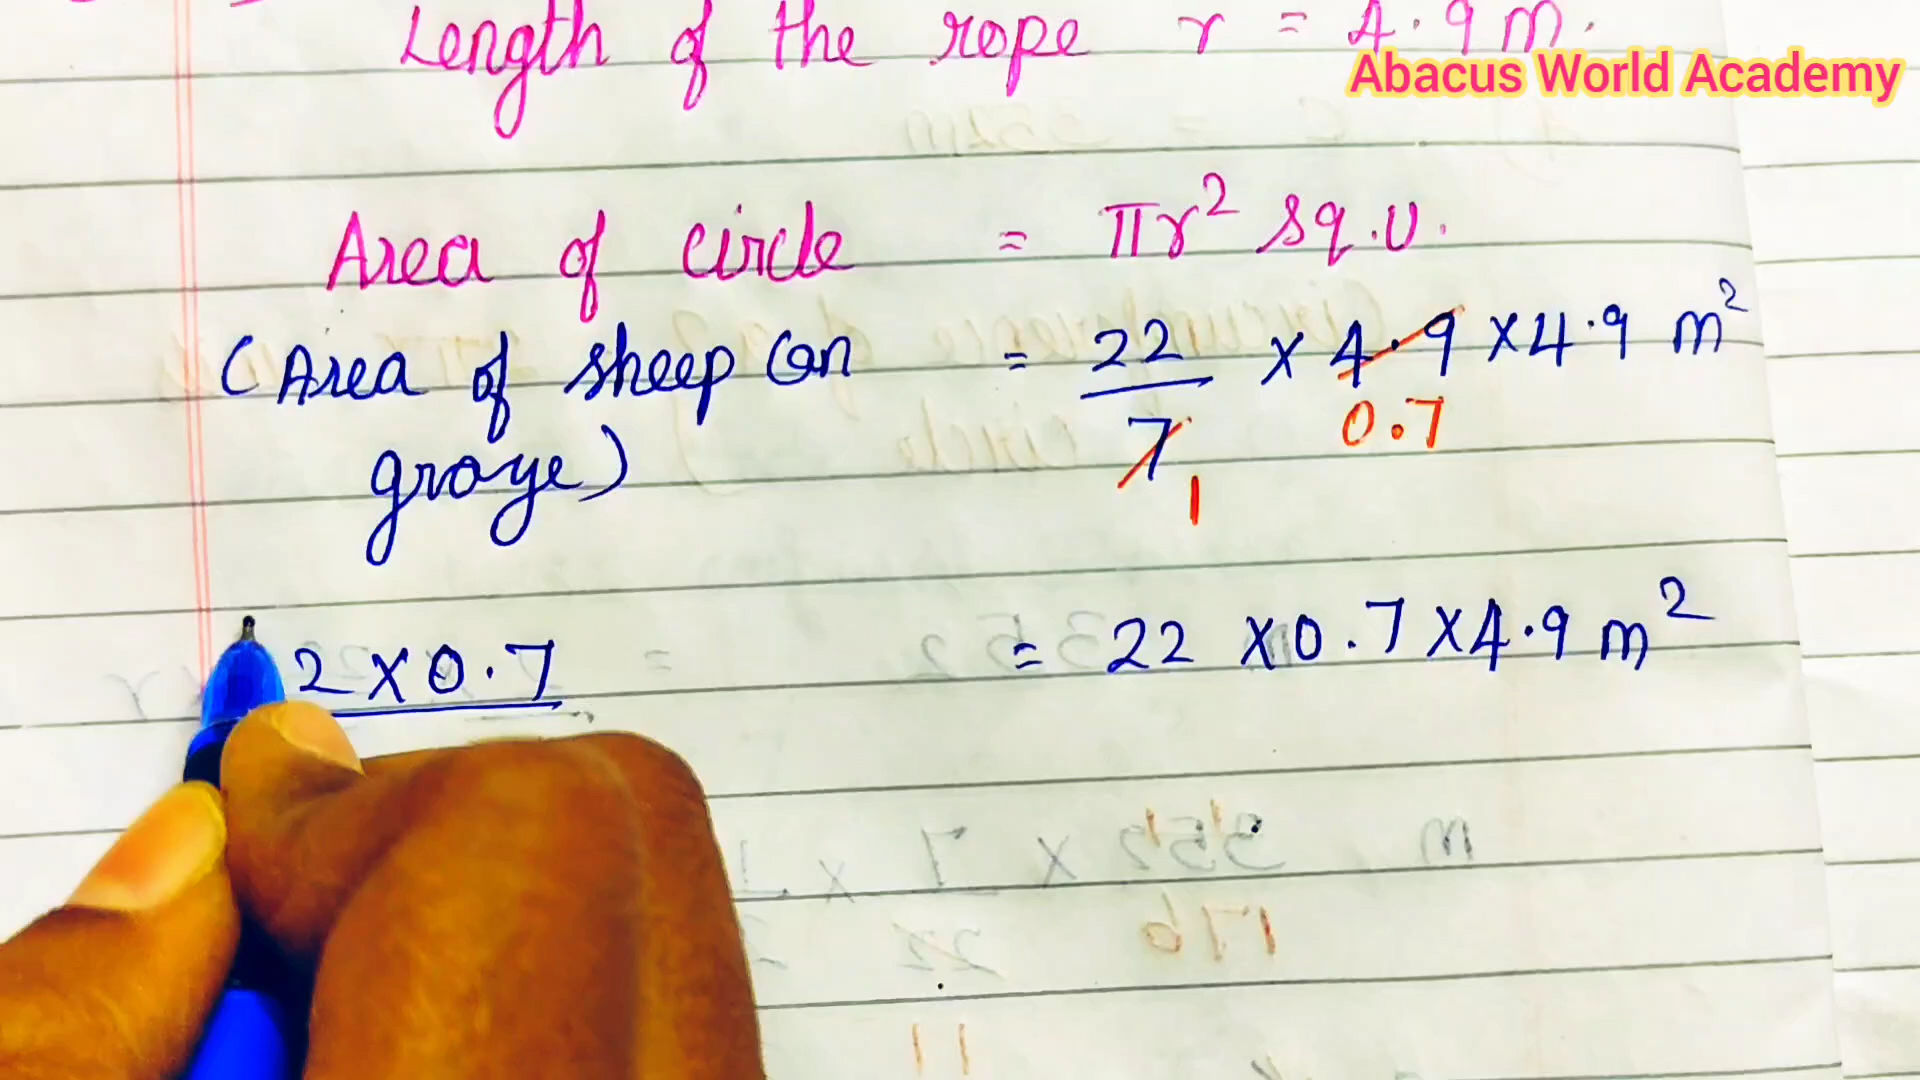 Length of the rope r = 4.9 m.
Abacus World Academy
Area of circle = πr² sq.u.
(Area of sheep can = 22/7 × 4.9 × 4.9 m²
0.7
graze)
1
2 × 0.7
= 22 × 0.7 × 4.9 m²